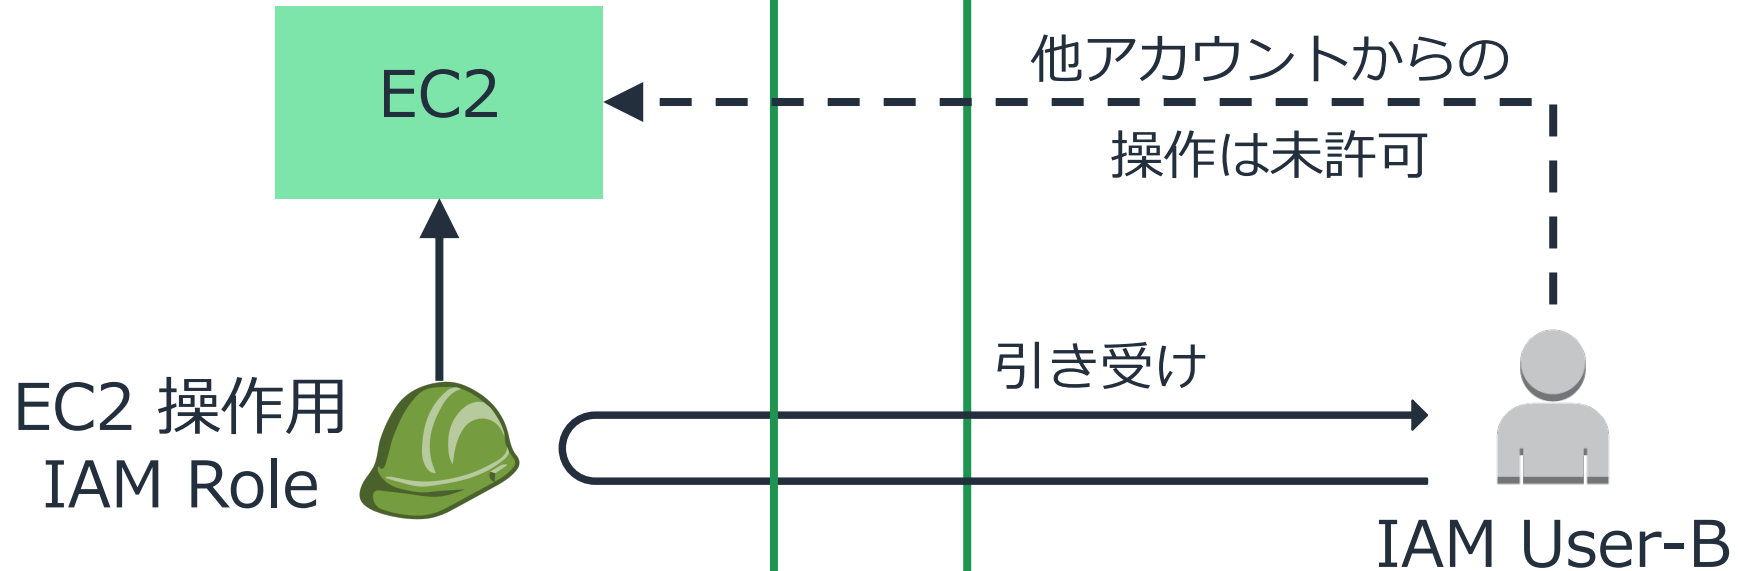 EC2
他アカウントからの
操作は未許可
引き受け
EC2 操作用
IAM Role
IAM User-B